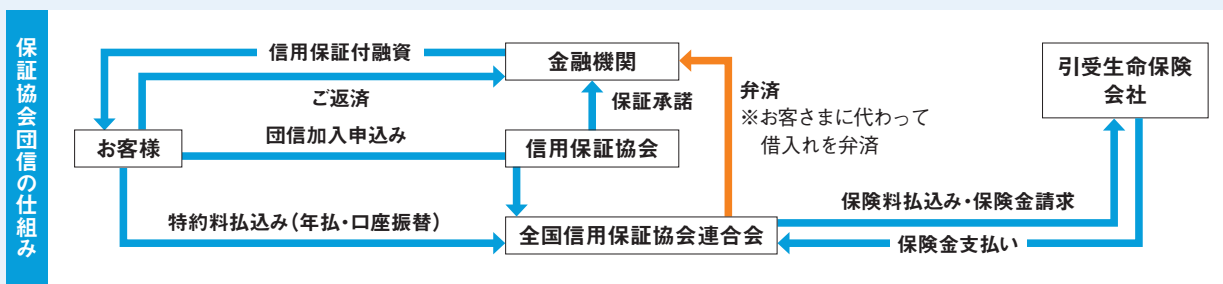 保証協会団信の仕組み
信用保証付融資
金融機関
引受生命保険
会社
ご返済
保証承諾
弁済
※お客さまに代わって
借入れを弁済
お客様
団信加入申込み
信用保証協会
特約料払込み（年払・口座振替）
全国信用保証協会連合会
保険料払込み・保険金請求
保険金支払い